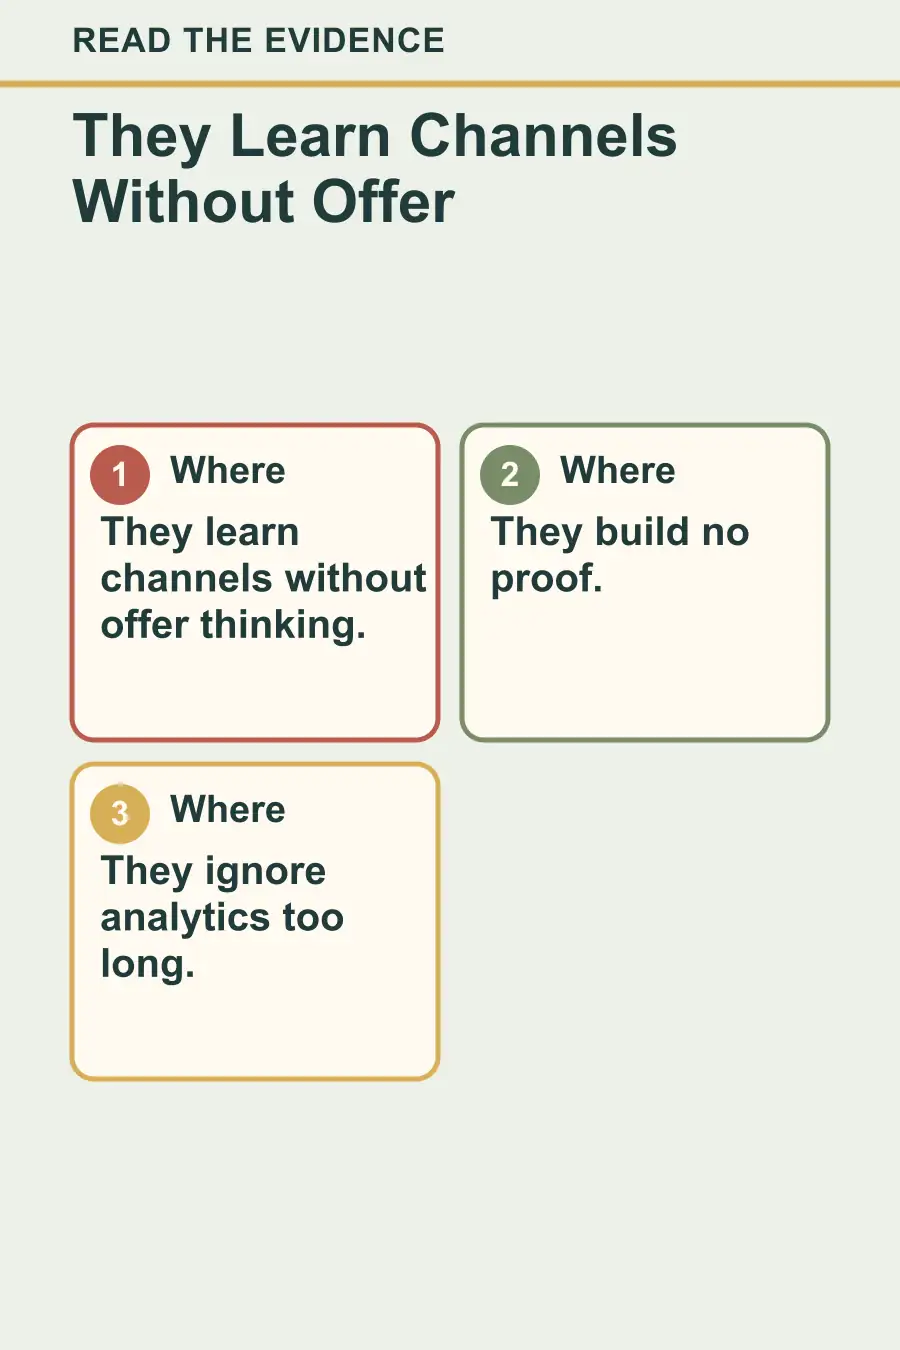 READ THE EVIDENCE
They Learn Channels
Without Offer
1 Where
They learn
channels without
offer thinking.
2 Where
They build no
proof.
3 Where
They ignore
analytics too
long.